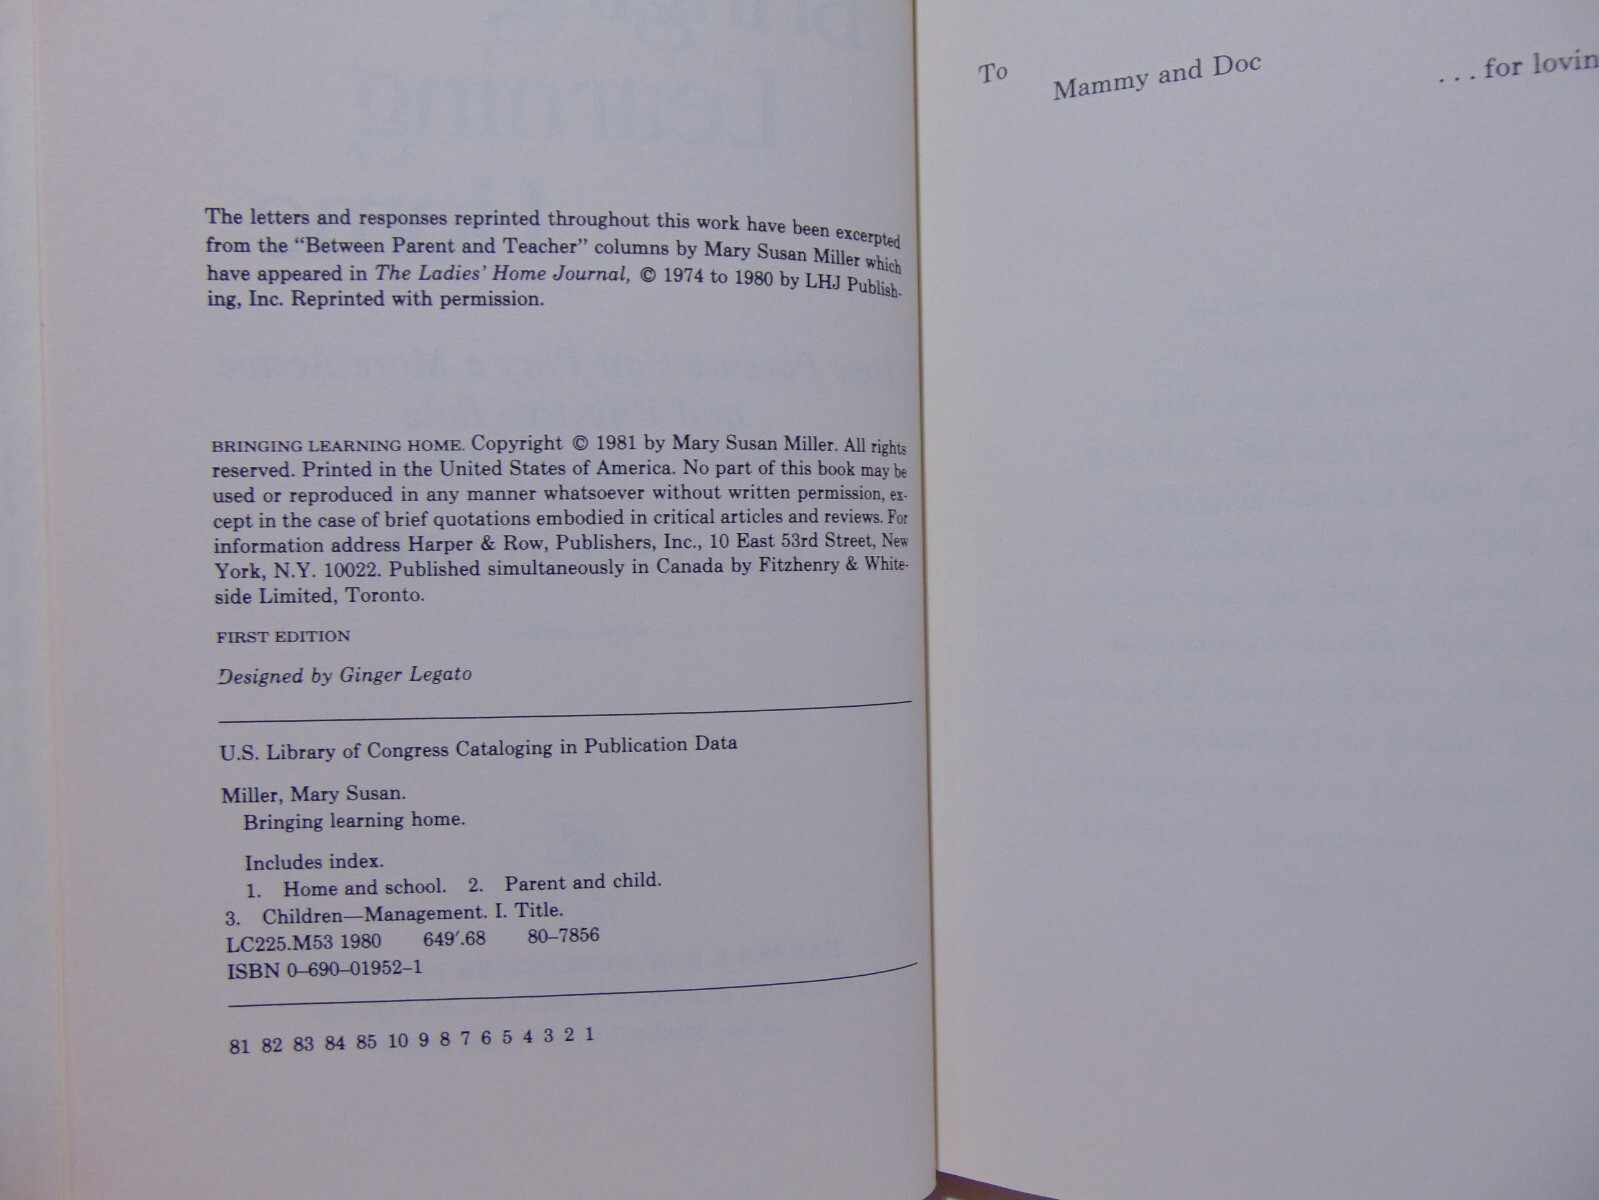 The letters and responses reprinted throughout this work have been excerpted
from the “Between Parent and Teacher” columns by Mary Susan Miller which
have appeared in The Ladies’ Home Journal, © 1974 to 1980 by LHJ Publish-
ing, Inc. Reprinted with permission.
BRINGING LEARNING HOME. Copyright © 1981 by Mary Susan Miller. All rights
reserved. Printed in the United States of America. No part of this book may be
used or reproduced in any manner whatsoever without written permission, ex-
cept in the case of brief quotations embodied in critical articles and reviews. For
information address Harper & Row, Publishers, Inc., 10 East 53rd Street, New
York, N.Y. 10022. Published simultaneously in Canada by Fitzhenry & White-
side Limited, Toronto.
FIRST EDITION
Designed by Ginger Legato
U.S. Library of Congress Cataloging in Publication Data
Miller, Mary Susan.
Bringing learning home.
Includes index.
1. Home and school. 2. Parent and child.
3. Children—Management. I. Title.
LC225.M53 1980 649′.68 80–7856
ISBN 0–690–01952–1
81 82 83 84 85 10 9 8 7 6 5 4 3 2 1
To Mammy and Doc ... for lovin